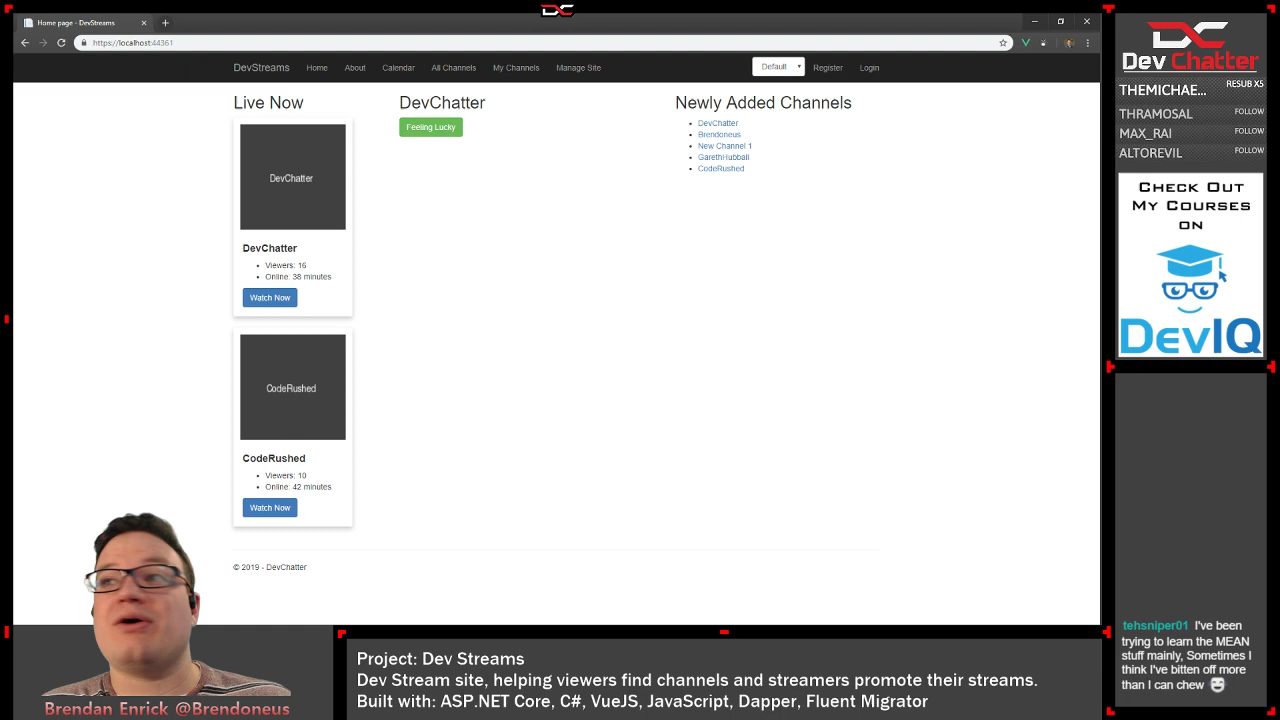 Home page - DevStreams
https://localhost:44361
DevStreams Home About Calendar All Channels My Channels Manage Site Default Register Login
Live Now
DevChatter
DevChatter
Viewers: 16
Online: 38 minutes
Watch Now
CodeRushed
CodeRushed
Viewers: 10
Online: 42 minutes
Watch Now
DevChatter
Feeling Lucky
Newly Added Channels
DevChatter
Brendoneus
New Channel 1
GarethHubball
CodeRushed
© 2019 - DevChatter
DC
Dev Chatter
THEMICHAE... RESUB X5
THRAMOSAL FOLLOW
MAX_RAI FOLLOW
ALTOREVIL FOLLOW
Check Out
My Courses
on
DevIQ
tehsniper01 I've been
trying to learn the MEAN
stuff mainly, Sometimes I
think I've bitten off more
than I can chew
Brendan Enrick @Brendoneus
Project: Dev Streams
Dev Stream site, helping viewers find channels and streamers promote their streams.
Built with: ASP.NET Core, C#, VueJS, JavaScript, Dapper, Fluent Migrator